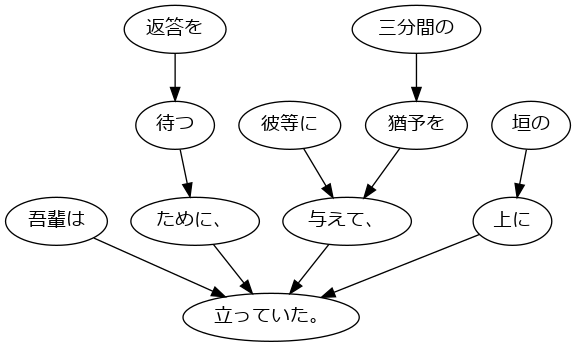 返答を
三分間の
待つ
彼等に
猶予を
垣の
吾輩は
ために、
与えて、
上に
立っていた。